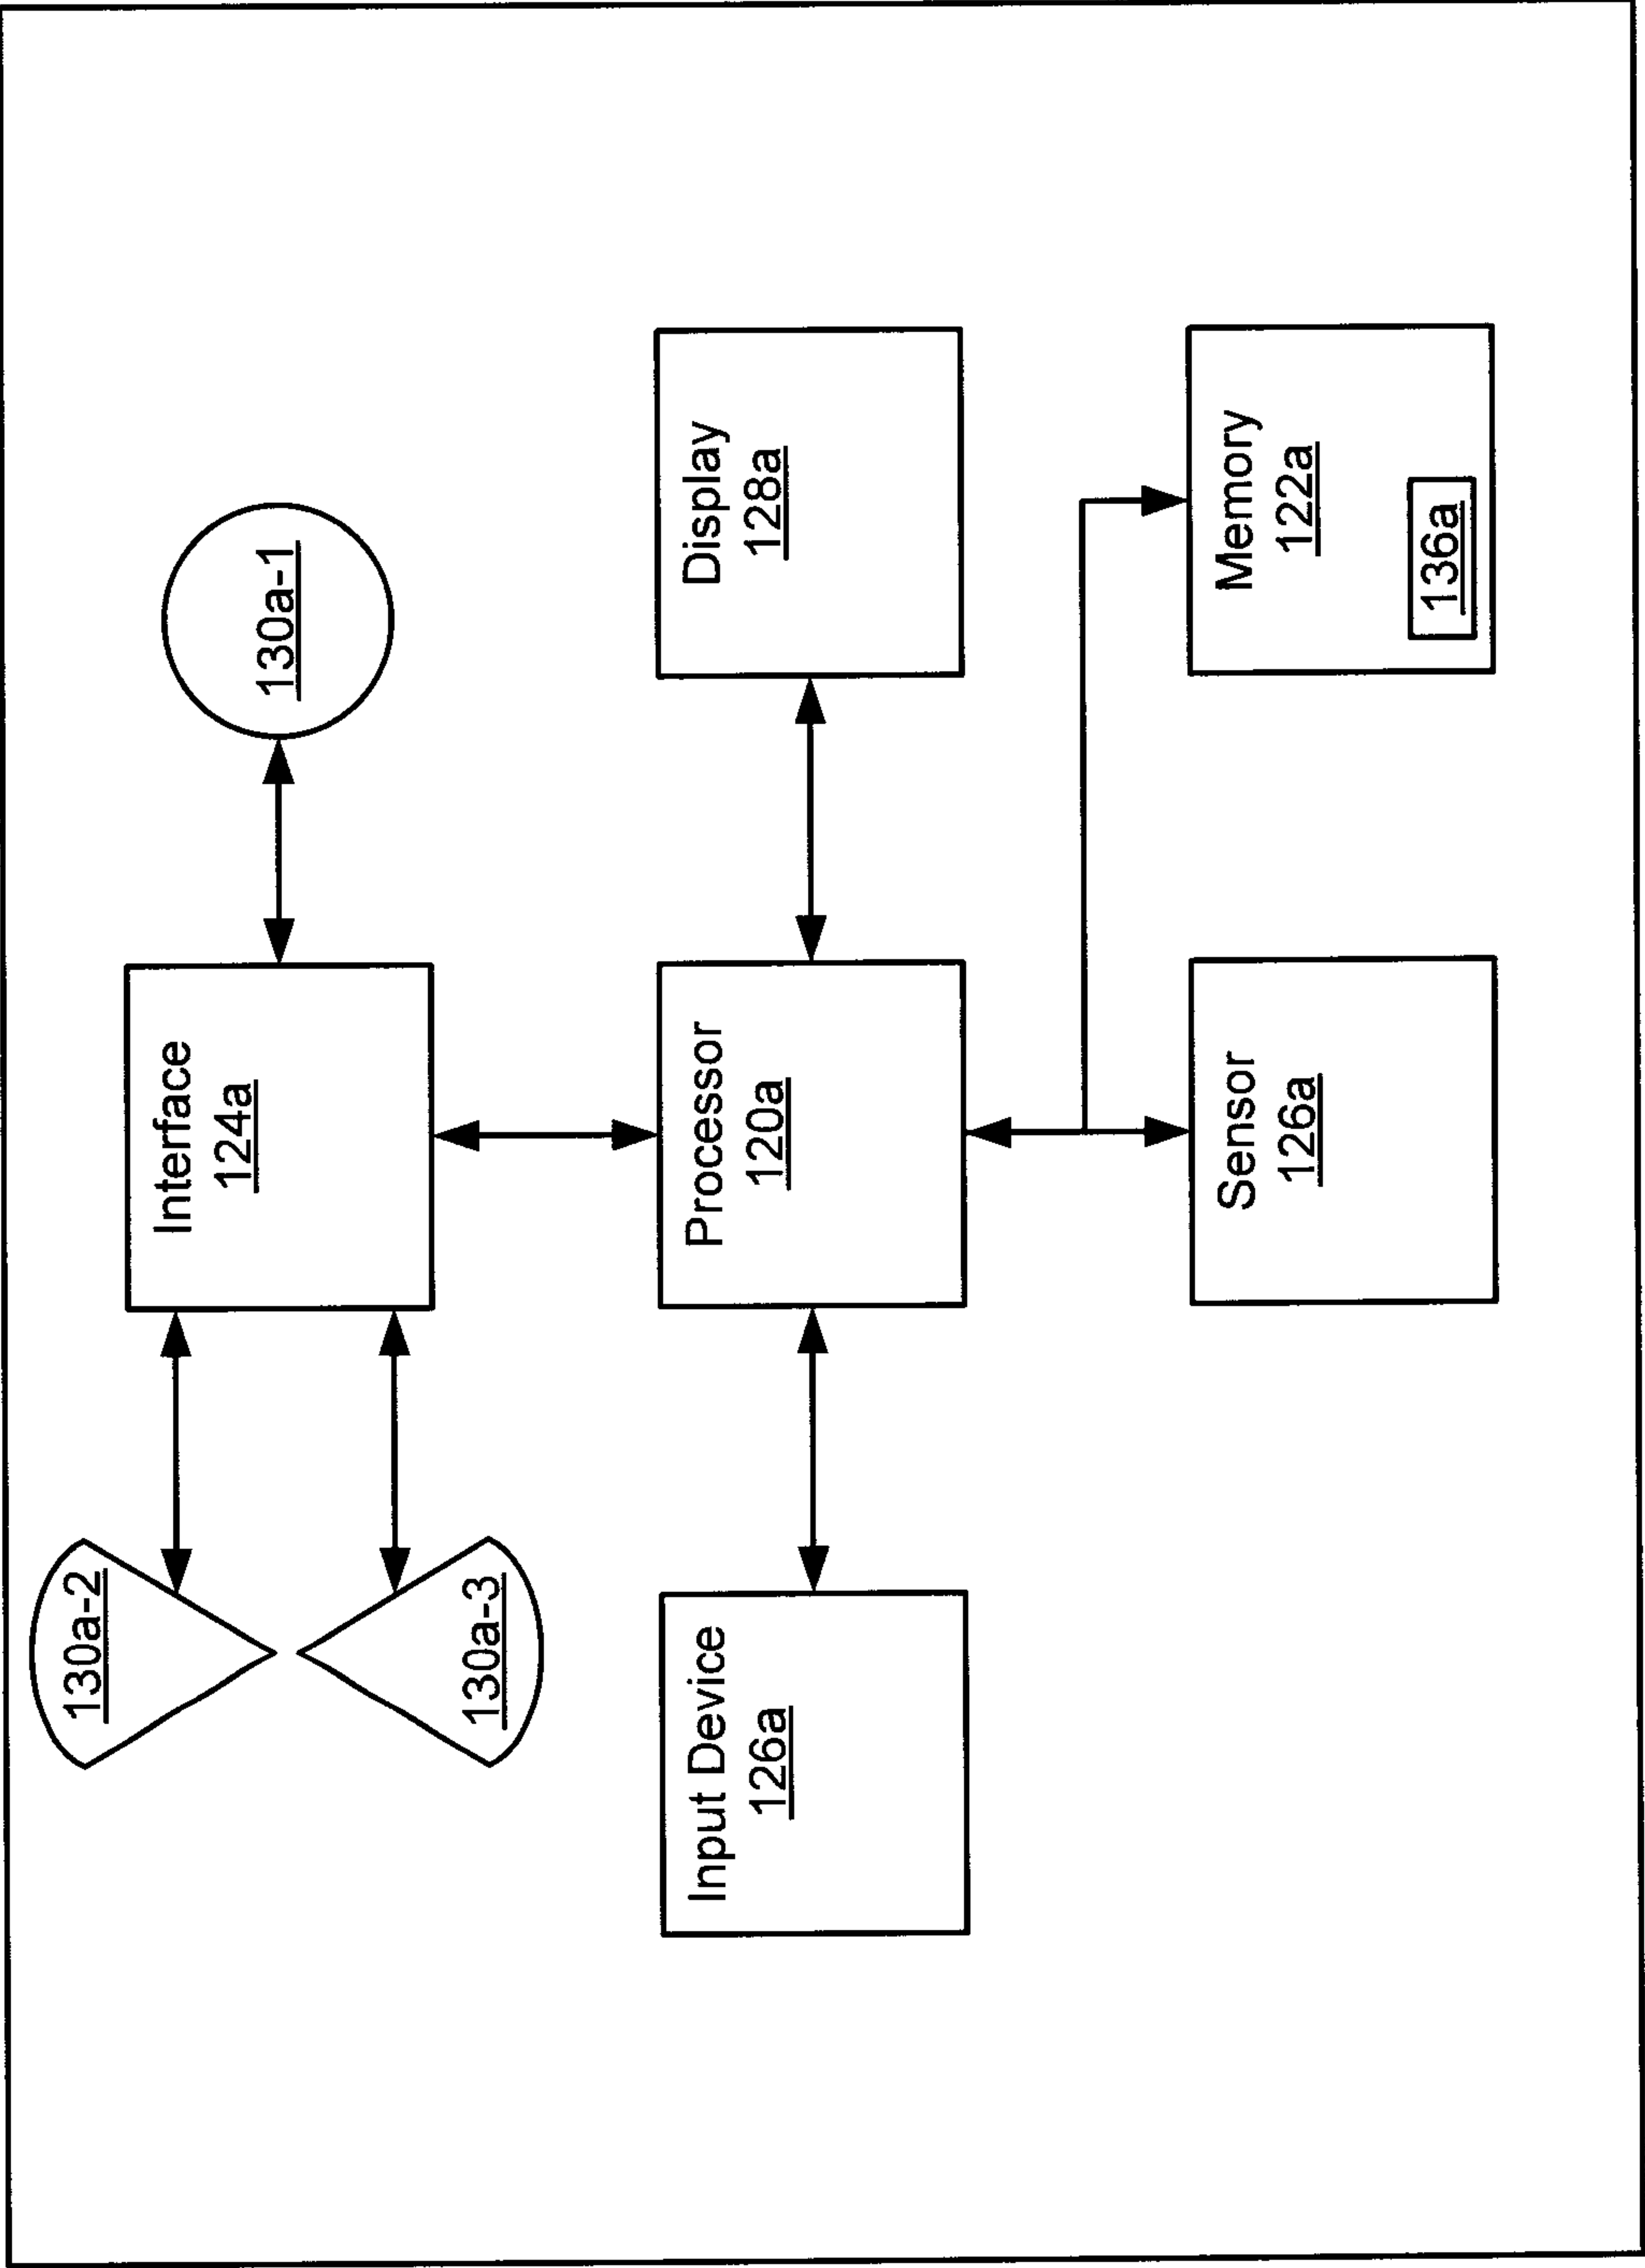 130a-2
130a-3
Interface
124a
130a-1
Input Device
126a
Processor
120a
Display
128a
Sensor
126a
Memory
122a
136a